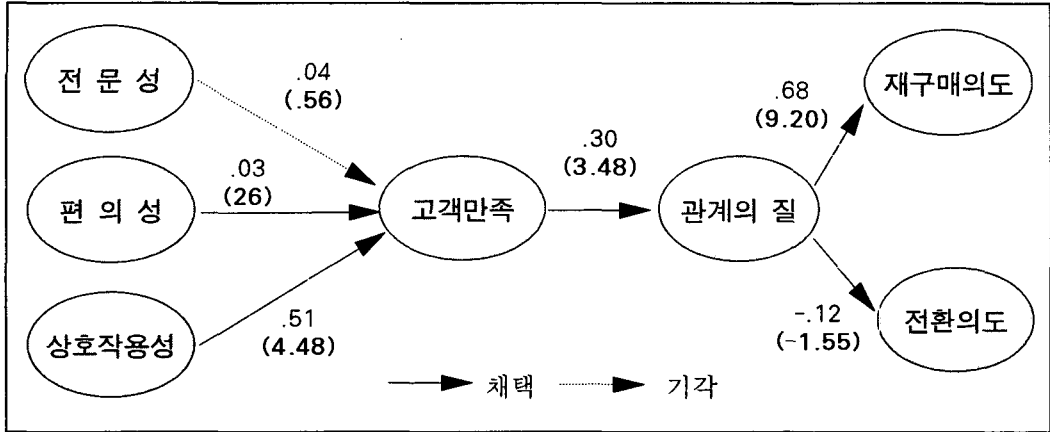 전 문 성
.04
(.56)
.68
(9.20)
재구매의도
편 의 성
.03
(26)
고객만족
.30
(3.48)
관계의 질
상호작용성
.51
(4.48)
-.12
(-1.55)
전환의도
채택
기각